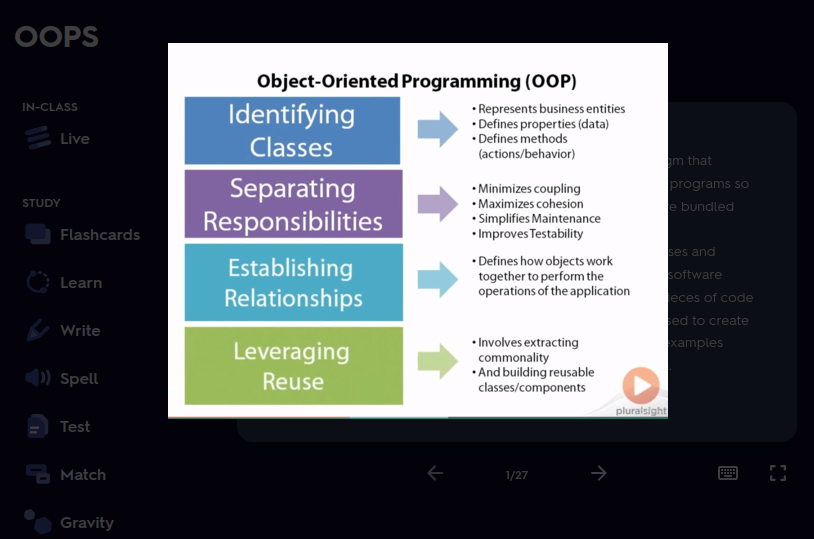 OOPS
IN-CLASS
Live
STUDY
Flashcards
Learn
Write
Spell
Test
Match
Gravity
Object-Oriented Programming (OOP)
Identifying
Classes
• Represents business entities
• Defines properties (data)
• Defines methods
(actions/behavior)
Separating
Responsibilities
• Minimizes coupling
• Maximizes cohesion
• Simplifies Maintenance
• Improves Testability
Establishing
Relationships
• Defines how objects work
together to perform the
operations of the application
Leveraging
Reuse
• Involves extracting
commonality
• And building reusable
classes/components
pluralsight
that
programs so
bundled
and
software
of code
to create
examples
1/27